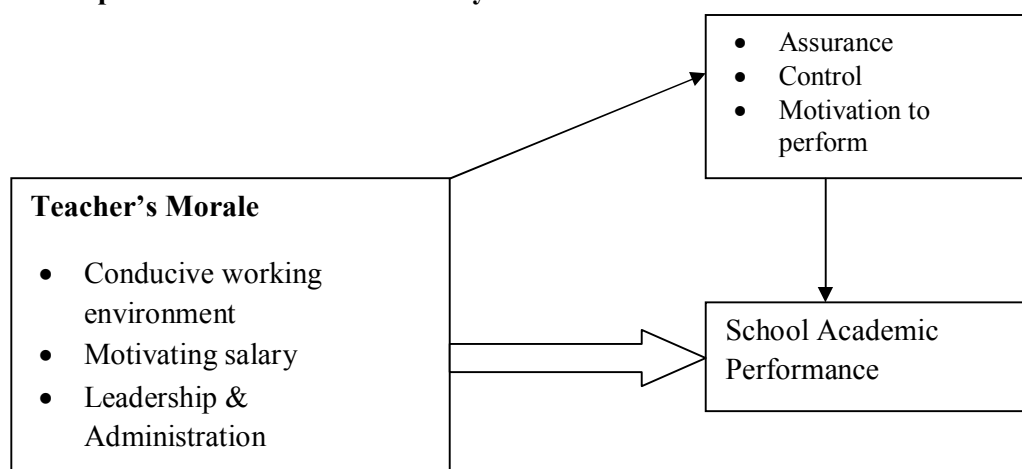 • Assurance
• Control
• Motivation to
perform
Teacher’s Morale
• Conducive working
environment
• Motivating salary
• Leadership &
Administration
School Academic
Performance